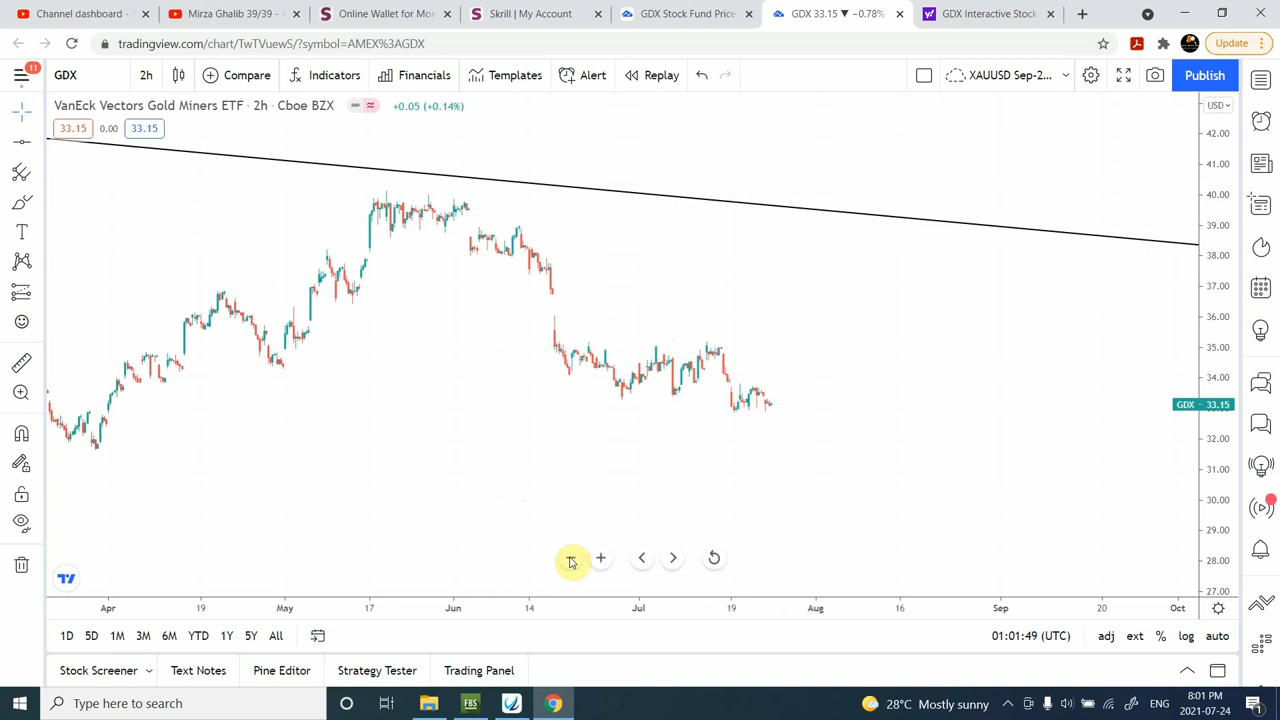 Channel dashboard - Y
Mirza Ghalib 39/39 -
Online Wallet for Mon
Skrill | My Account
GDX Stock Fund Price
GDX 33.15 ▼ −0.78%
GDX Interactive Stock
tradingview.com/chart/TwTVuewS/?symbol=AMEX%3AGDX
Update
11
GDX
2h
Compare
Indicators
Financials
Templates
Alert
Replay
XAUUSD Sep-2...
Publish
VanEck Vectors Gold Miners ETF · 2h · Cboe BZX
+0.05 (+0.14%)
USD
33.15
0.00
33.15
42.00
41.00
40.00
39.00
38.00
37.00
36.00
35.00
34.00
GDX
33.15
32.00
31.00
30.00
29.00
28.00
27.00
Apr
19
May
17
Jun
14
Jul
19
Aug
16
Sep
20
Oct
1D
5D
1M
3M
6M
YTD
1Y
5Y
All
01:01:49 (UTC)
adj
ext
%
log
auto
Stock Screener
Text Notes
Pine Editor
Strategy Tester
Trading Panel
Type here to search
FBS
28°C Mostly sunny
ENG
8:01 PM
2021-07-24
1